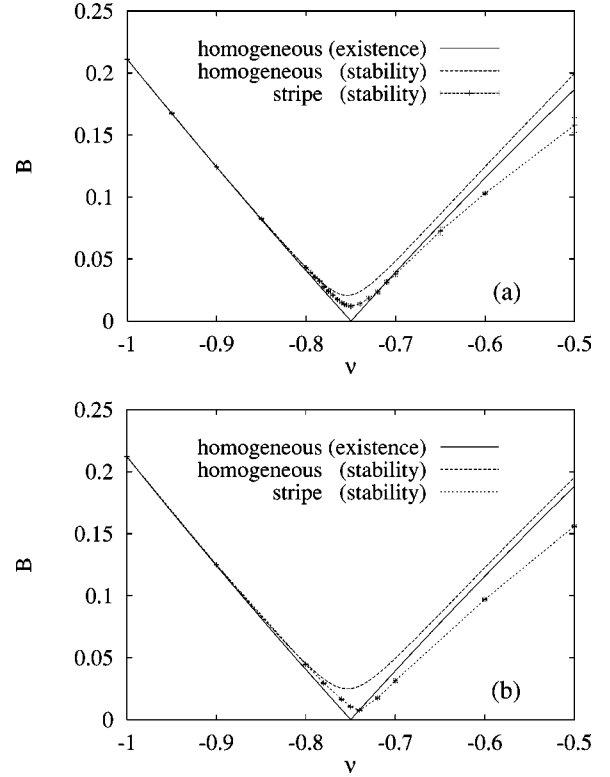 0.25
homogeneous (existence)
homogeneous (stability)
stripe (stability)
0.2
0.15
B
0.1
0.05
(a)
0
-1 -0.9 -0.8 -0.7 -0.6 -0.5
ν
0.25
homogeneous (existence)
homogeneous (stability)
stripe (stability)
0.2
0.15
B
0.1
0.05
(b)
0
-1 -0.9 -0.8 -0.7 -0.6 -0.5
ν